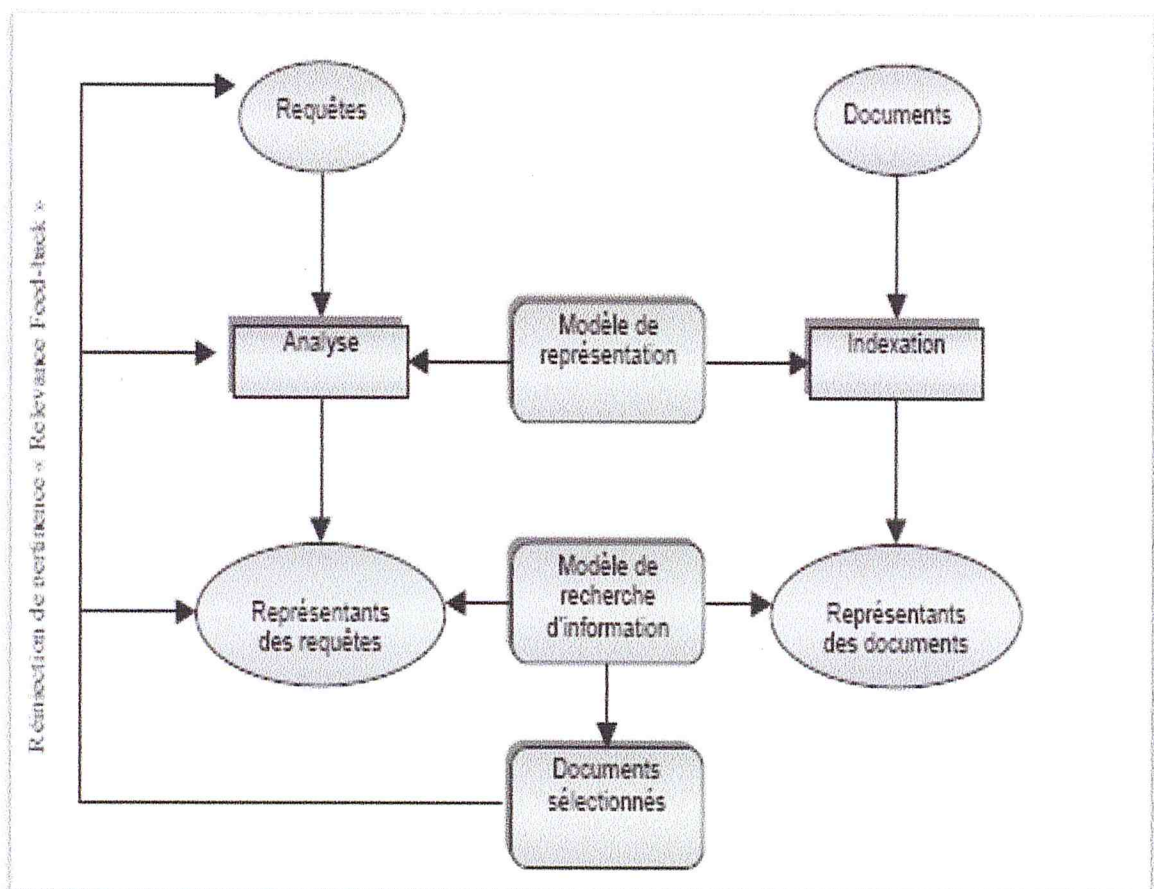 Requêtes
Documents
Analyse
Modèle de
représentation
Indexation
Représentants
des requêtes
Modèle de
recherche
d'information
Représentants
des documents
Documents
sélectionnés
Réinjection de pertinence « Relevance Feed-back »